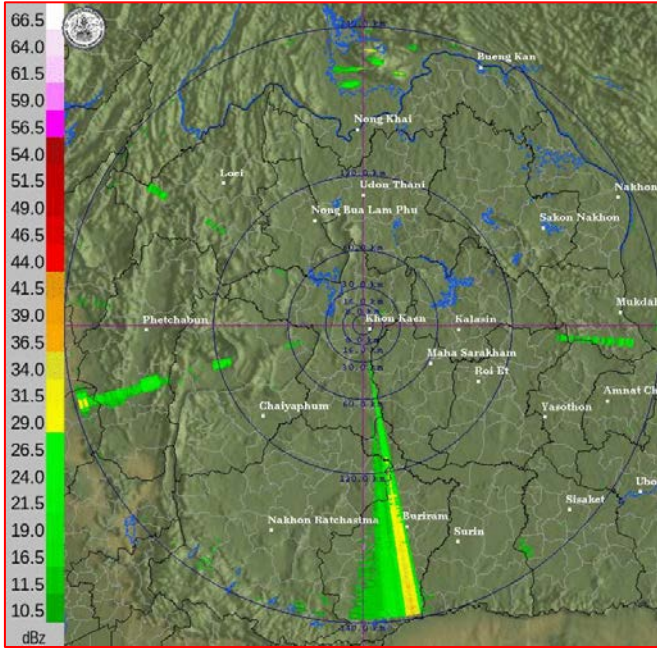 66.5
64.0
61.5
59.0
56.5
54.0
51.5
49.0
46.5
44.0
41.5
39.0
36.5
34.0
31.5
29.0
26.5
24.0
21.5
19.0
16.5
13.0
10.5
dBz
Bueng Kan
Nong Khai
Loei
Udon Thani
Nakhon
Nong Bua Lam Phu
Sakon Nakhon
Mukdah
Khon Kaen
Phetchabun
Kalasin
Maha Sarakham
Roi Et
Amnat Ch
Chaiyaphum
Yasothon
Ubo
Sisaket
Nakhon Ratchasima
Buriram
Surin